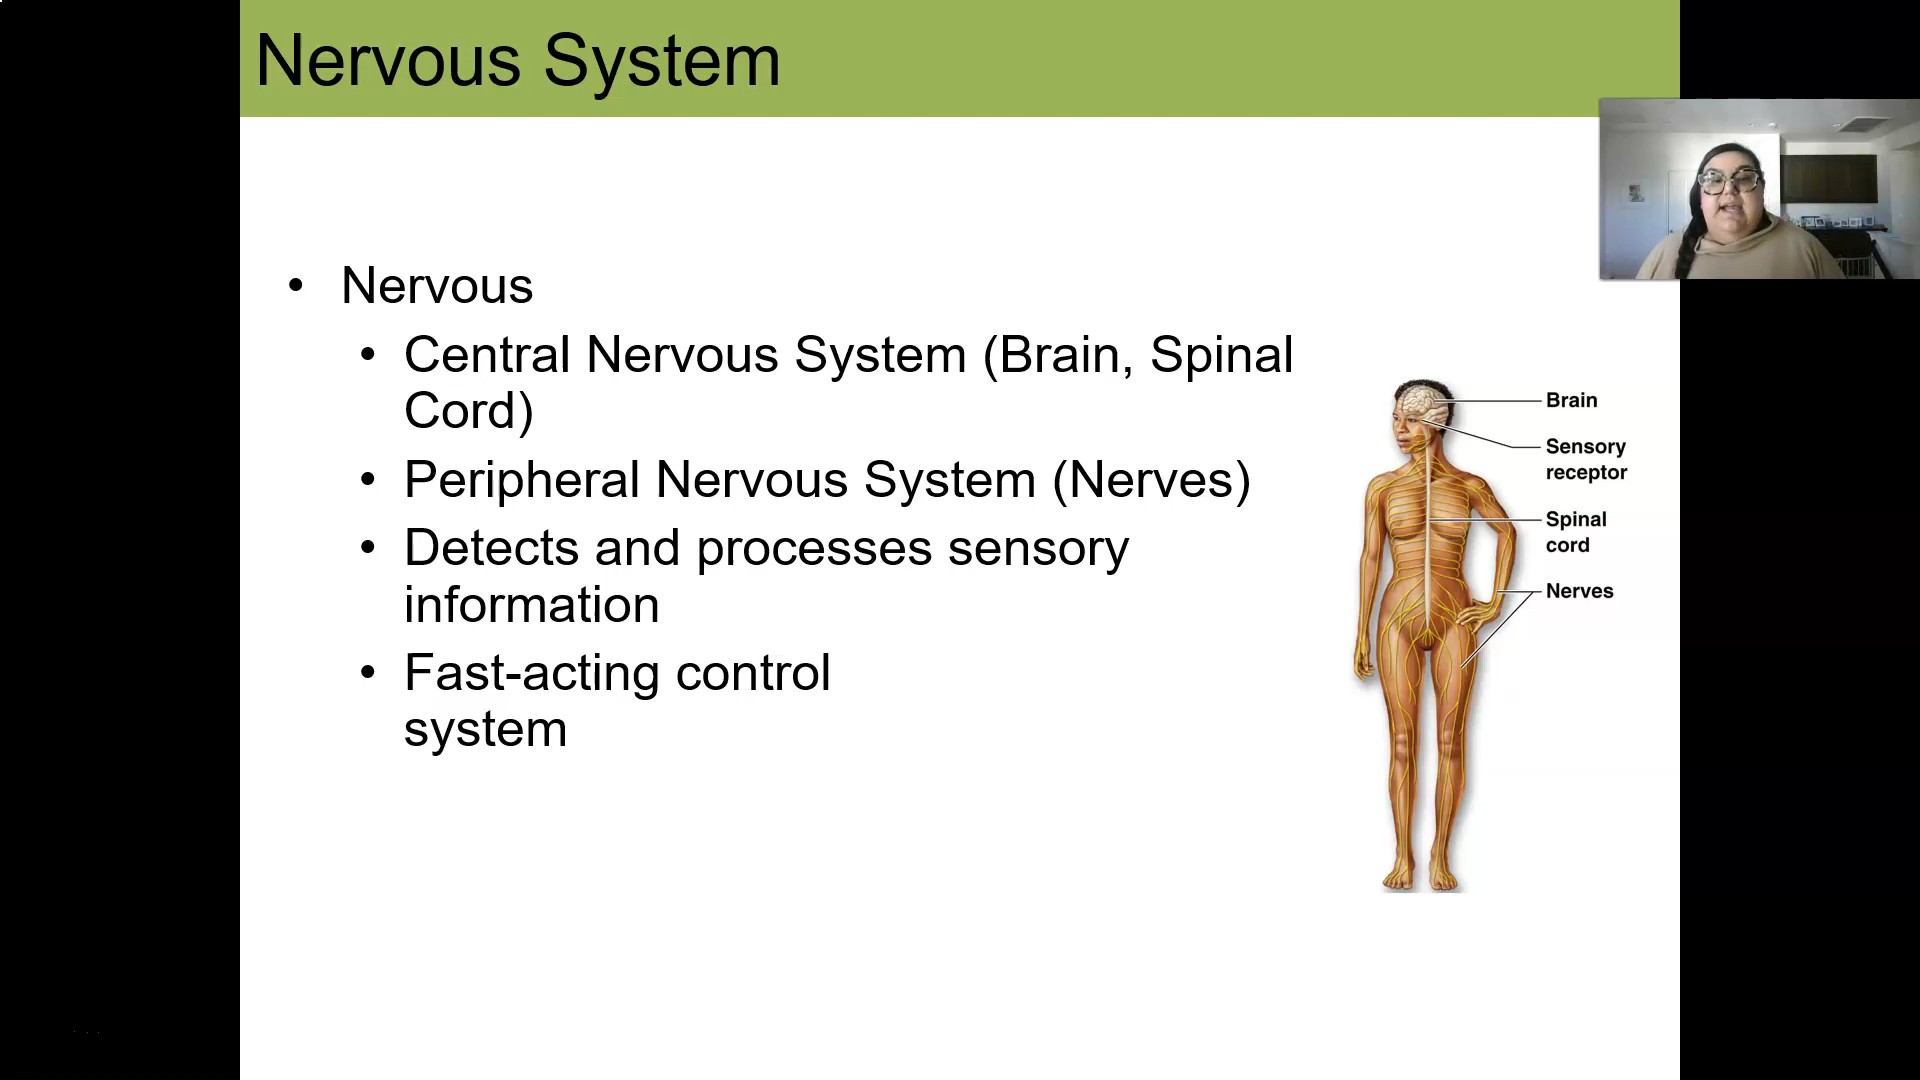 Nervous System
• Nervous
• Central Nervous System (Brain, Spinal
Cord)
• Peripheral Nervous System (Nerves)
• Detects and processes sensory
information
• Fast-acting control
system
Brain
Sensory
receptor
Spinal
cord
Nerves